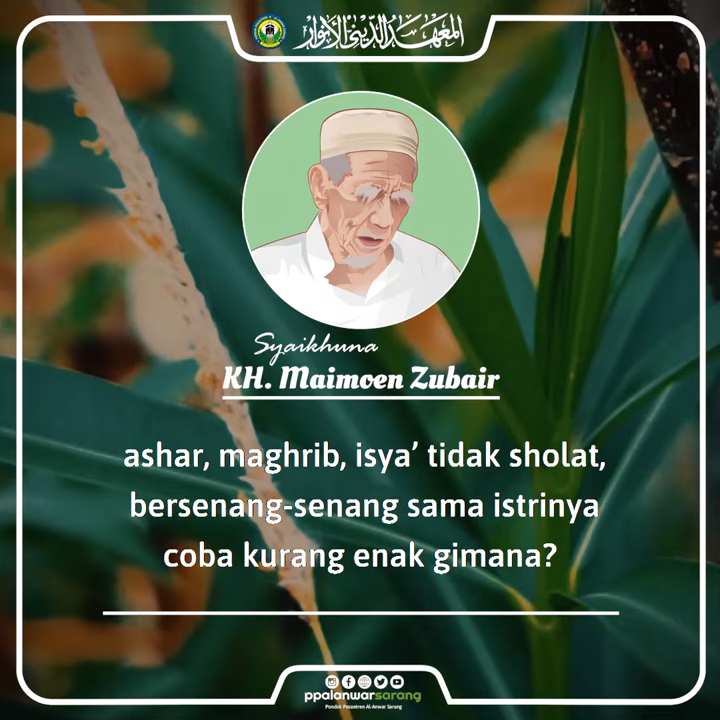 المعهد الديني الأنوار
Syaikhuna
KH. Maimoen Zubair
ashar, maghrib, isya’ tidak sholat,
bersenang-senang sama istrinya
coba kurang enak gimana?
ppalanwarsarang
Pondok Pesantren Al-Anwar Sarang